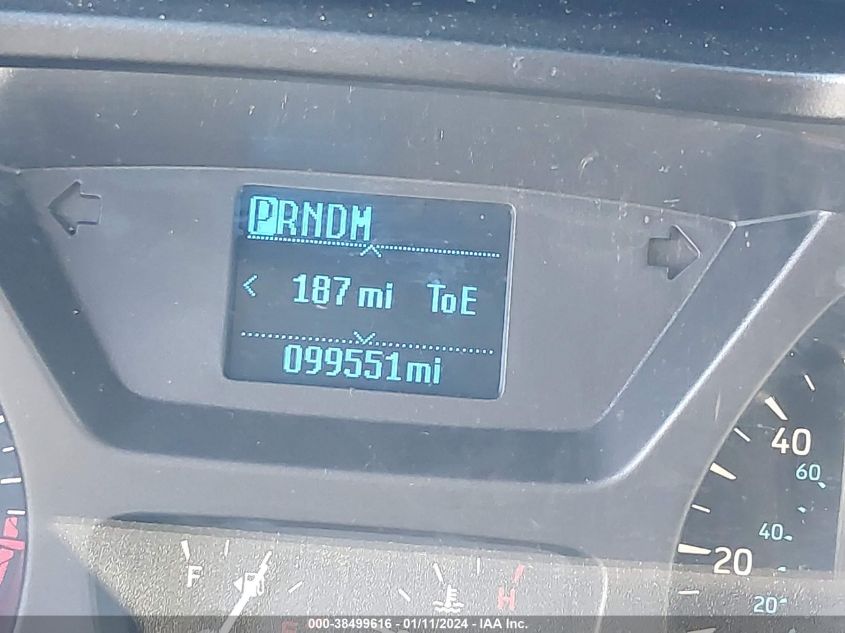 PRNDM
187 mi ToE
099551mi
40
60
40
20
20
F
H
000-38499616 - 01/11/2024 - IAA Inc.